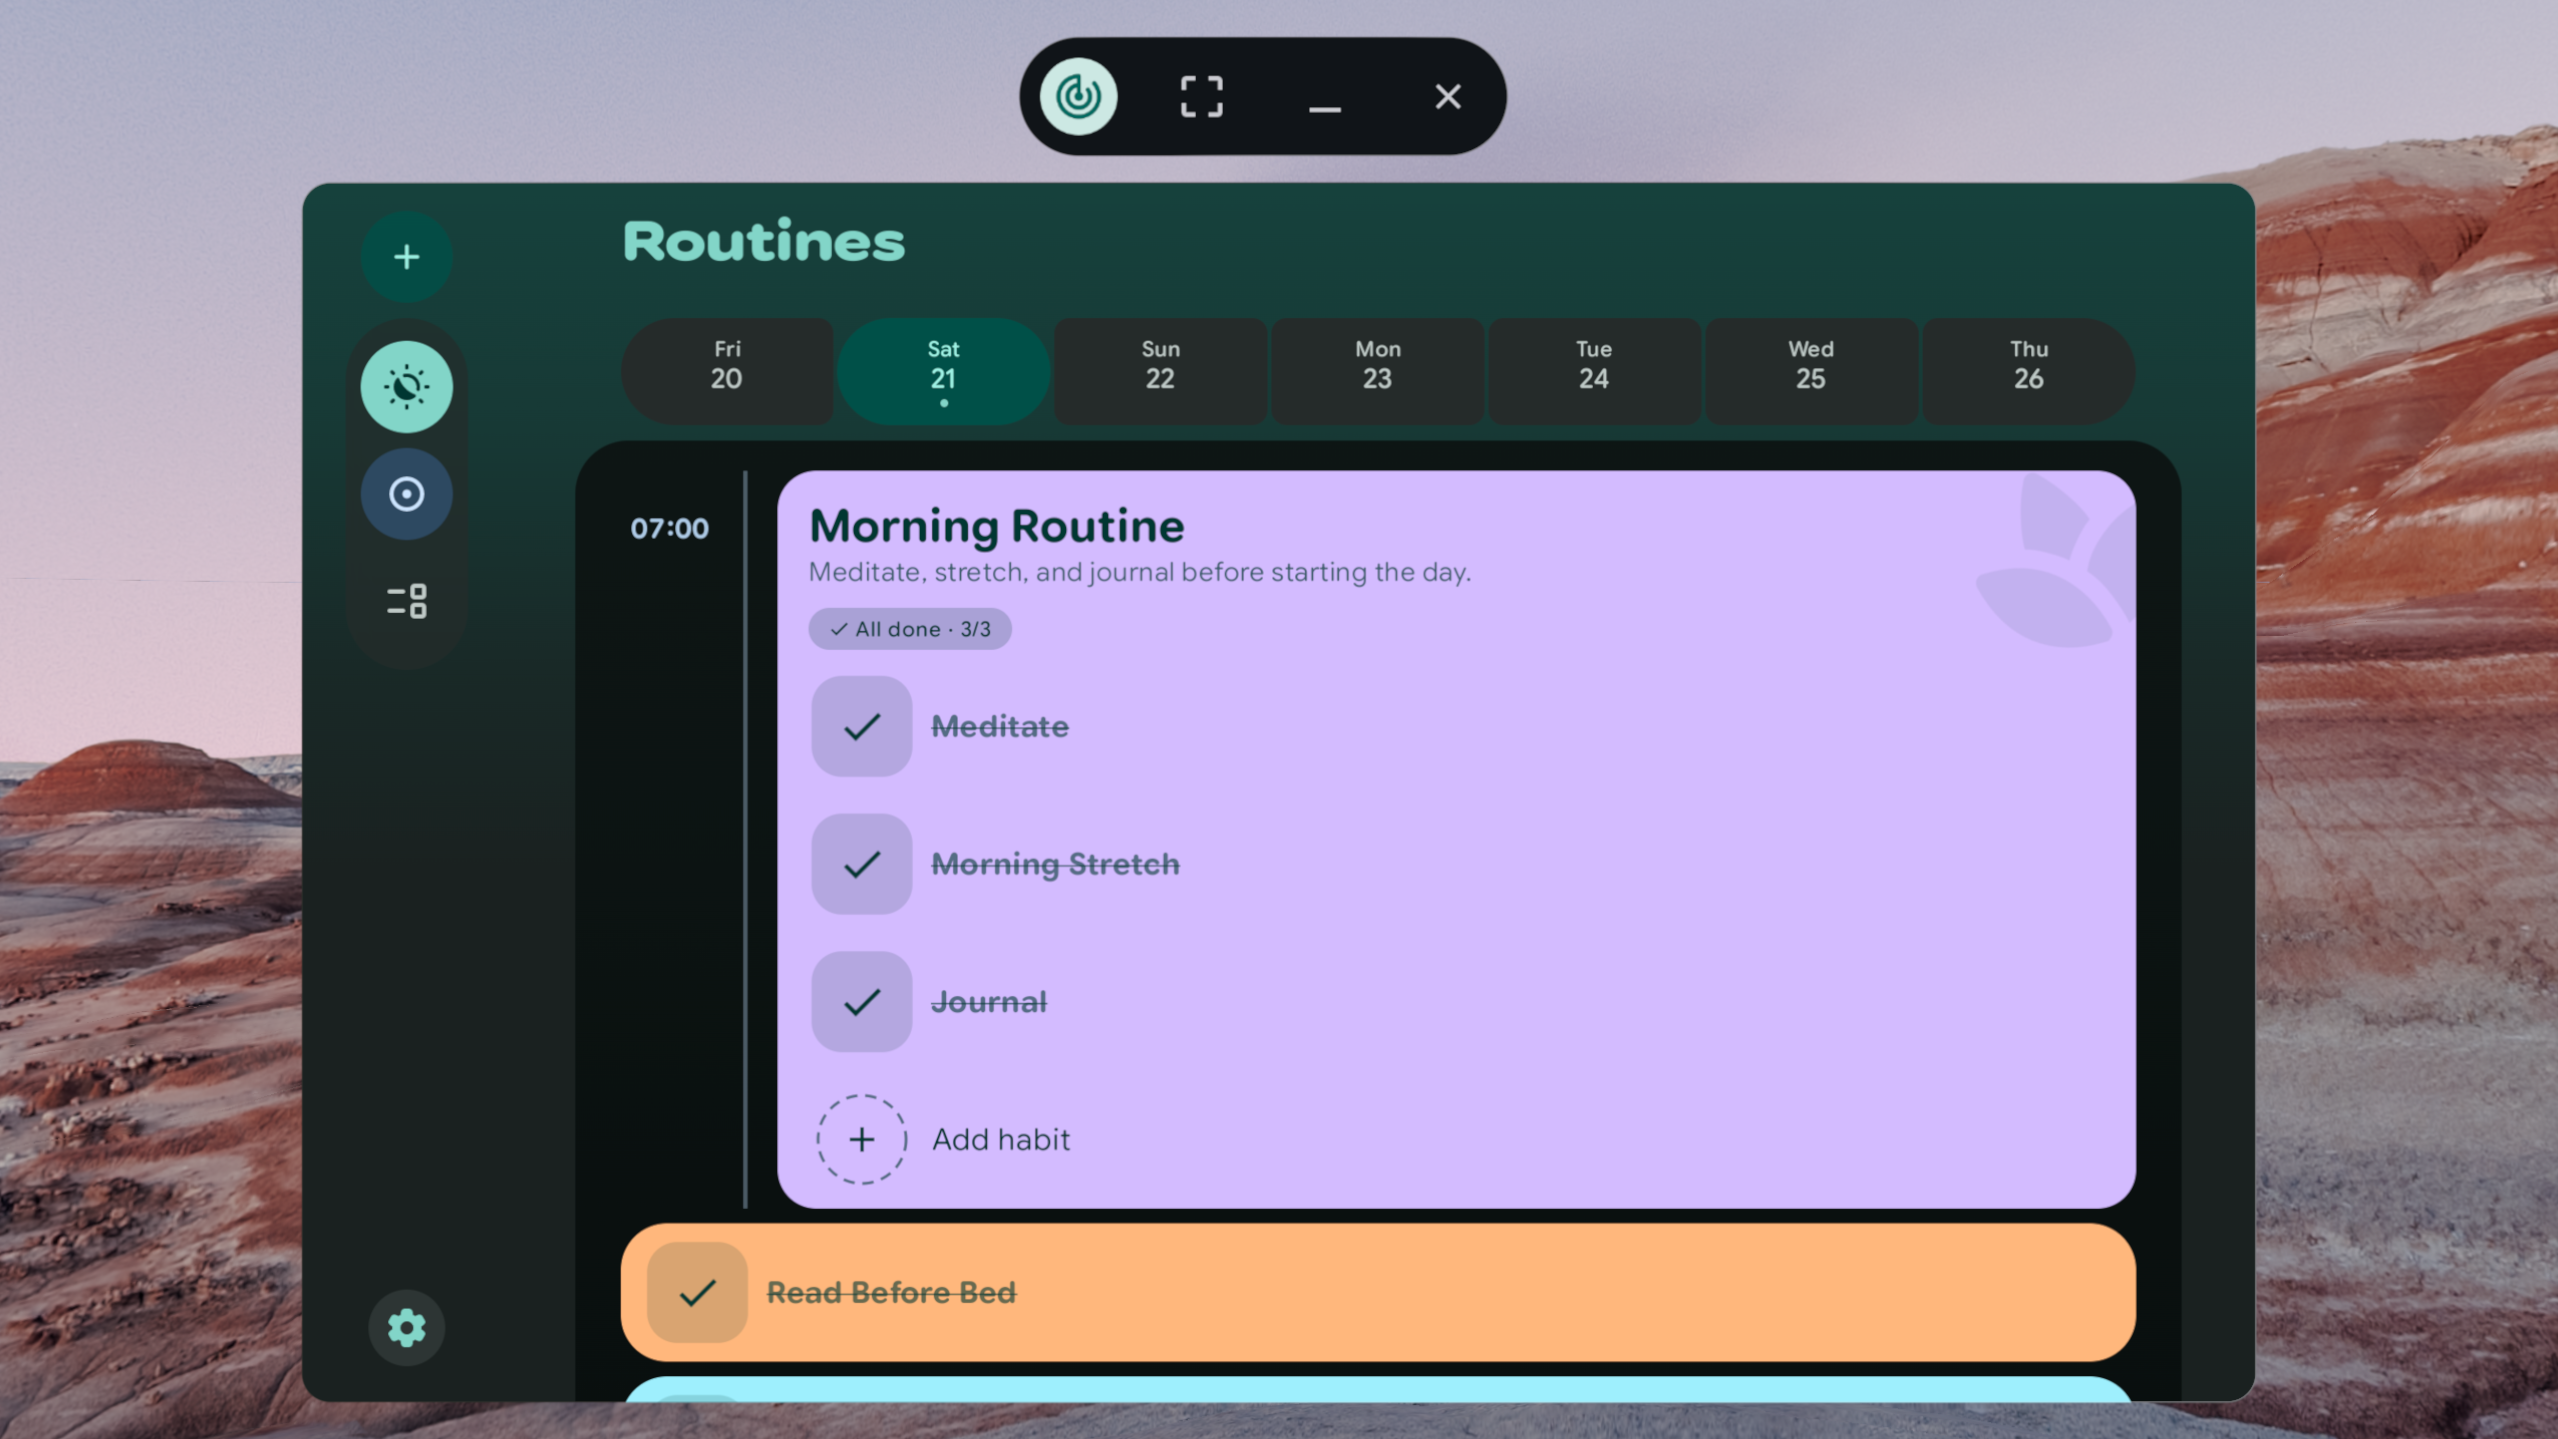 Routines
Fri
20
Sat
21
Sun
22
Mon
23
Tue
24
Wed
25
Thu
26
07:00
Morning Routine
Meditate, stretch, and journal before starting the day.
All done · 3/3
Meditate
Morning Stretch
Journal
Add habit
Read Before Bed